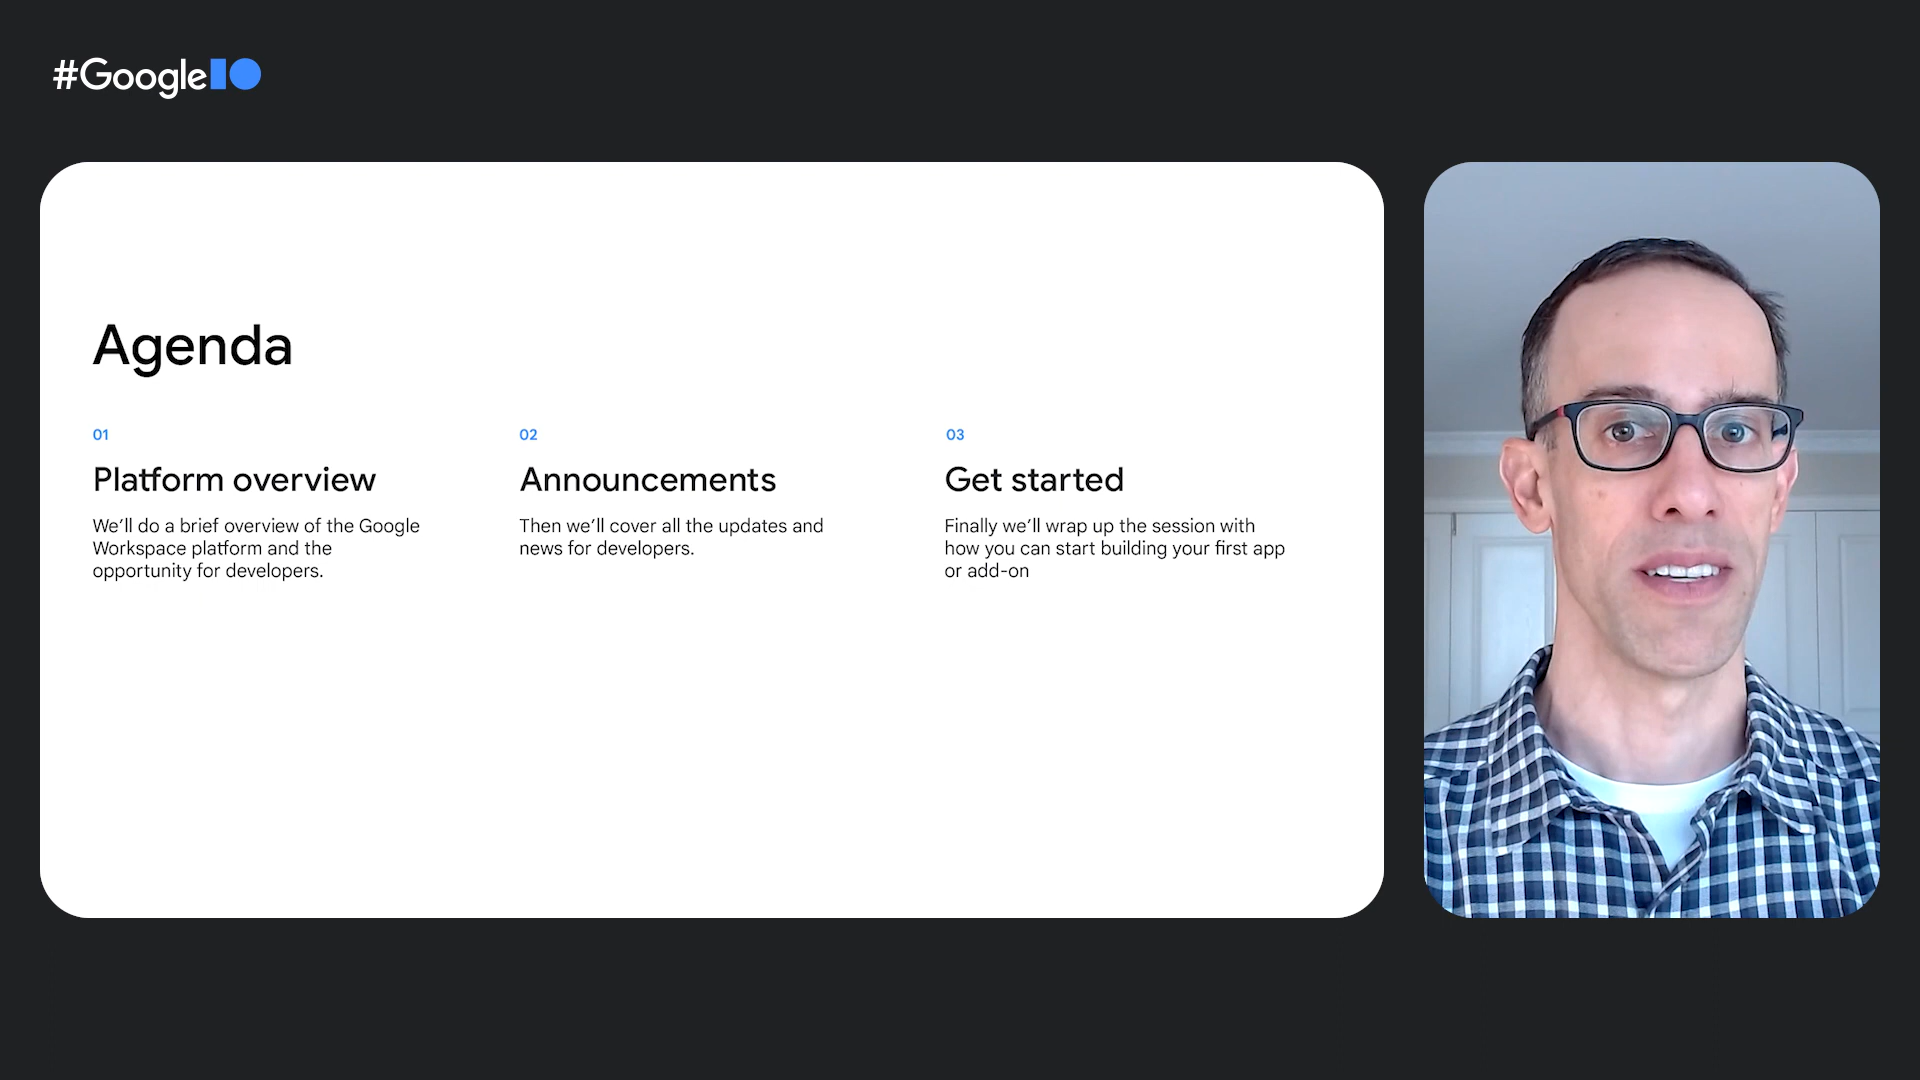 #GoogleIO
Agenda
01
Platform overview
We’ll do a brief overview of the Google
Workspace platform and the
opportunity for developers.
02
Announcements
Then we’ll cover all the updates and
news for developers.
03
Get started
Finally we’ll wrap up the session with
how you can start building your first app
or add-on